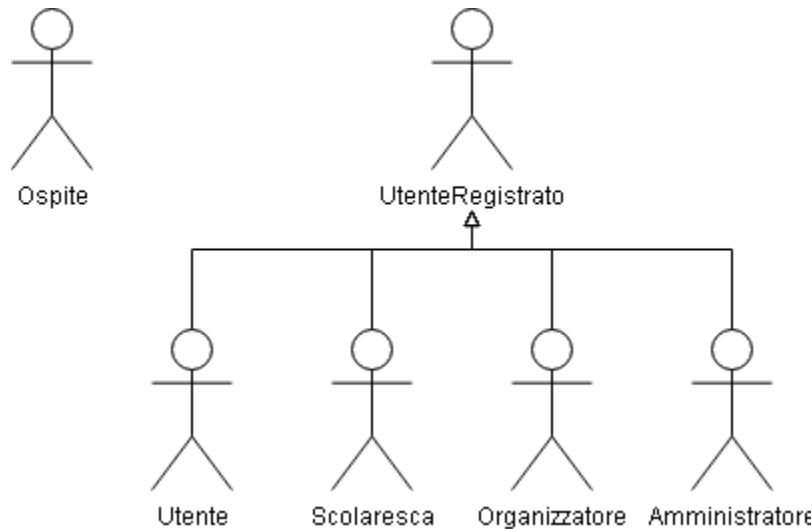 Ospite
UtenteRegistrato
Utente
Scolaresca
Organizzatore
Amministratore